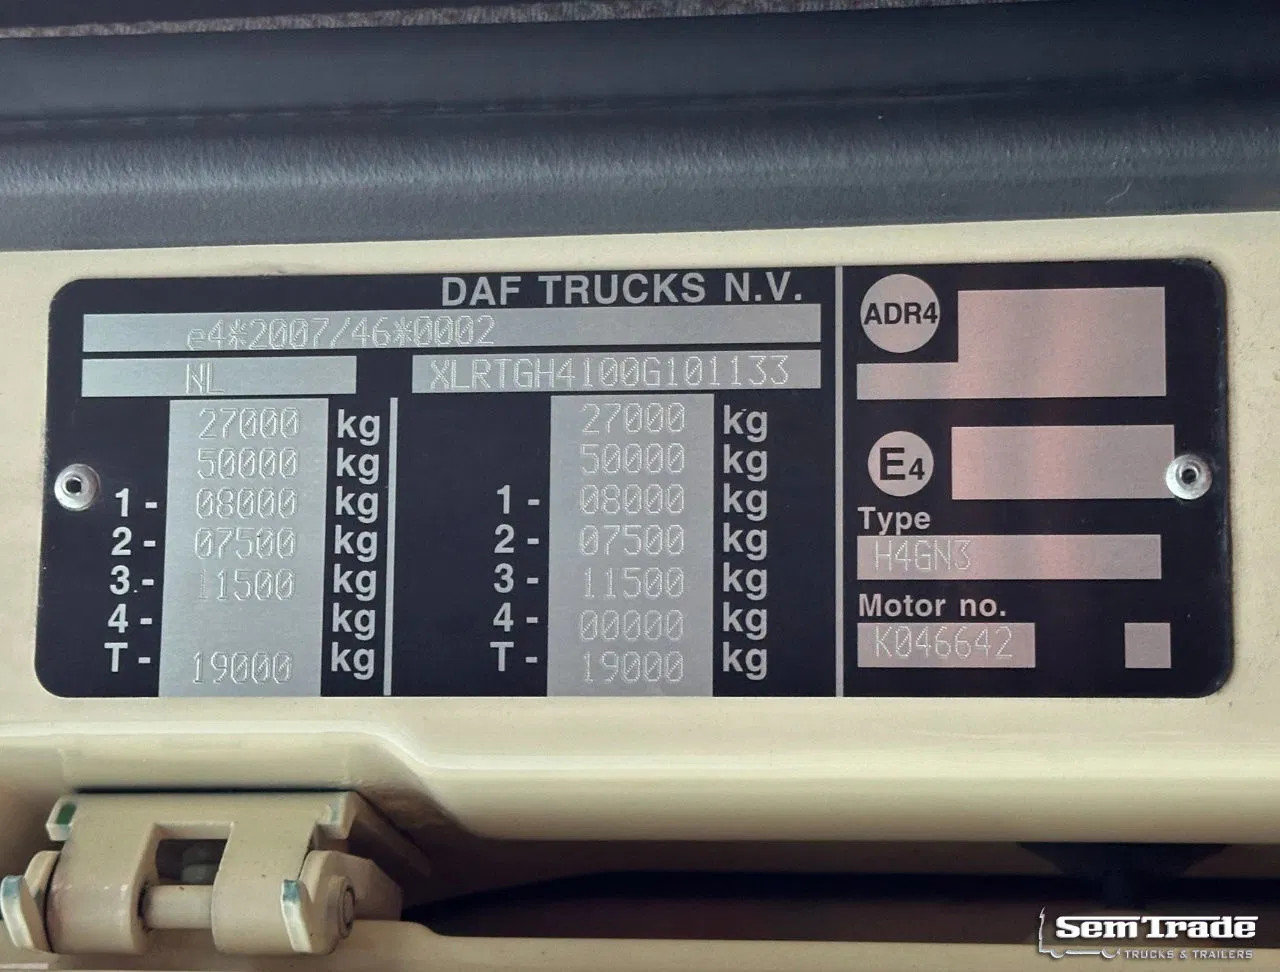 DAF TRUCKS N.V.
e4*2007/46*0002
NL XLRTGH4100G101133
27000 kg 27000 kg
50000 kg 50000 kg
1 - 08000 kg 1 - 08000 kg
2 - 07500 kg 2 - 07500 kg
3 - 11500 kg 3 - 11500 kg
4 - kg 4 - 00000 kg
T - 19000 kg T - 19000 kg
ADR4
E4
Type
H4GN3
Motor no.
K046642
SemTrade
TRUCKS & TRAILERS